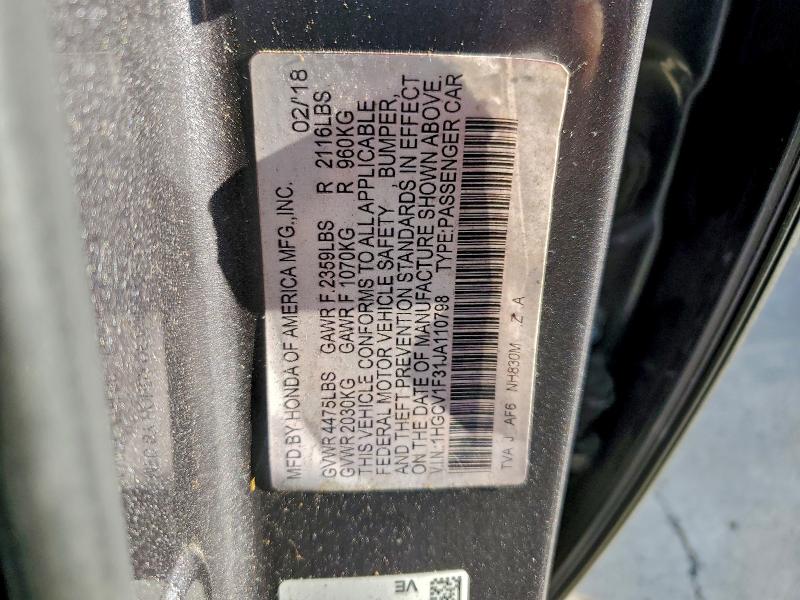 MFD.BY HONDA OF AMERICA MFG.,INC. 02/18
GVWR 4475LBS GAWR F 2359LBS R 2116LBS
GVWR 2030KG GAWR F 1070KG R 960KG
THIS VEHICLE CONFORMS TO ALL APPLICABLE
FEDERAL MOTOR VEHICLE SAFETY, BUMPER,
AND THEFT PREVENTION STANDARDS IN EFFECT
ON THE DATE OF MANUFACTURE SHOWN ABOVE.
V.I.N.:1HGCV1F31JA110798 TYPE:PASSENGER CAR
TVA J AF6 NH830M A
VE